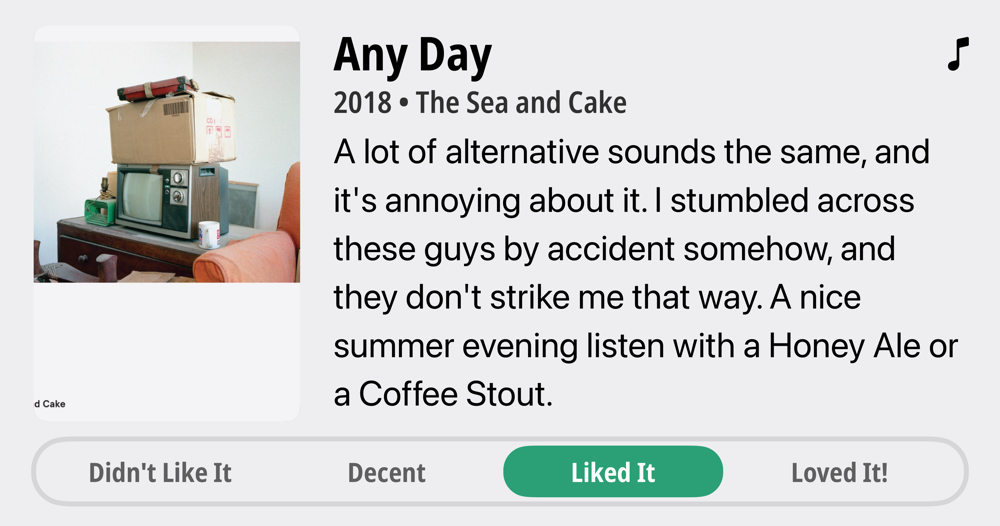 Any Day
2018 • The Sea and Cake
A lot of alternative sounds the same, and
it's annoying about it. I stumbled across
these guys by accident somehow, and
they don't strike me that way. A nice
summer evening listen with a Honey Ale or
a Coffee Stout.
d Cake
Didn't Like It
Decent
Liked It
Loved It!